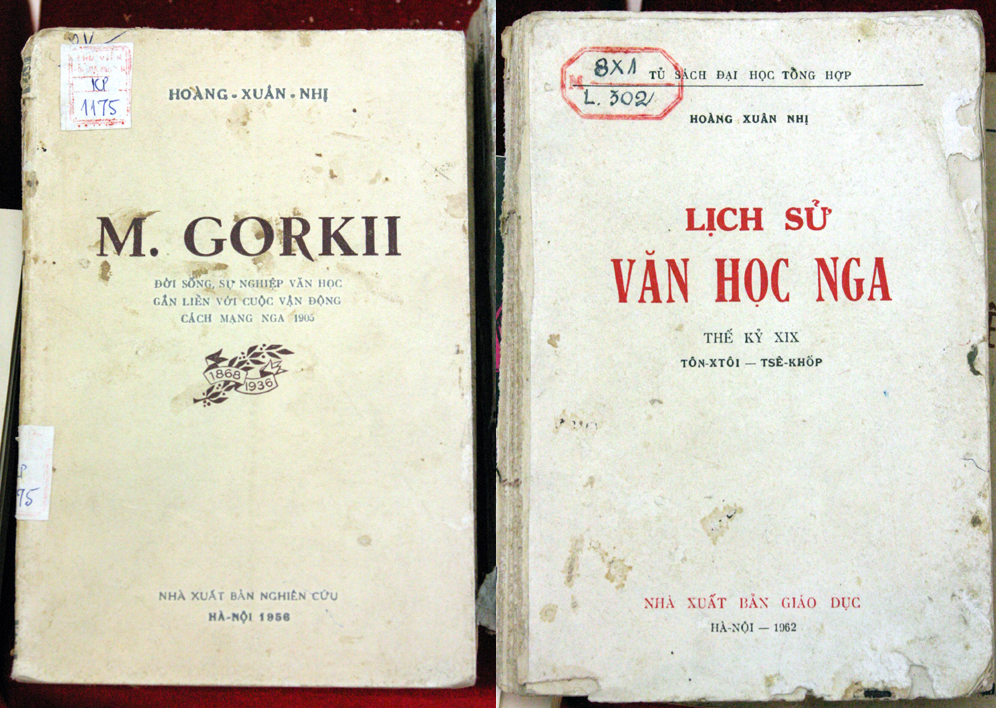 KP
1175
HOÀNG - XUÂN - NHỊ
M. GORKII
ĐỜI SỐNG, SỰ NGHIỆP VĂN HỌC
GẮN LIỀN VỚI CUỘC VẬN ĐỘNG
CÁCH MẠNG NGA 1905
1868
1936
P
75
NHÀ XUẤT BẢN NGHIÊN CỨU
HÀ-NỘI 1956
8X1
M
L. 302
TỦ SÁCH ĐẠI HỌC TỔNG HỢP
HOÀNG XUÂN NHỊ
LỊCH SỬ
VĂN HỌC NGA
THẾ KỶ XIX
TÔN-XTÔI — TSÊ-KHỐP
NHÀ XUẤT BẢN GIÁO DỤC
HÀ-NỘI — 1962